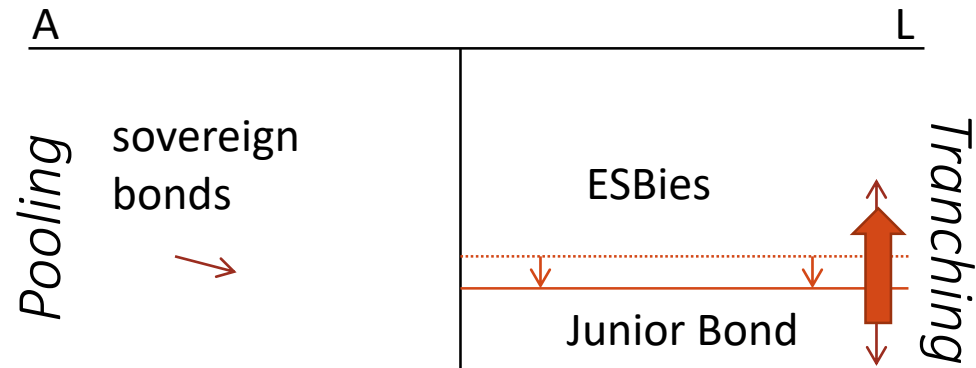 A
L
Pooling
sovereign
bonds
ESBies
Junior Bond
Tranching